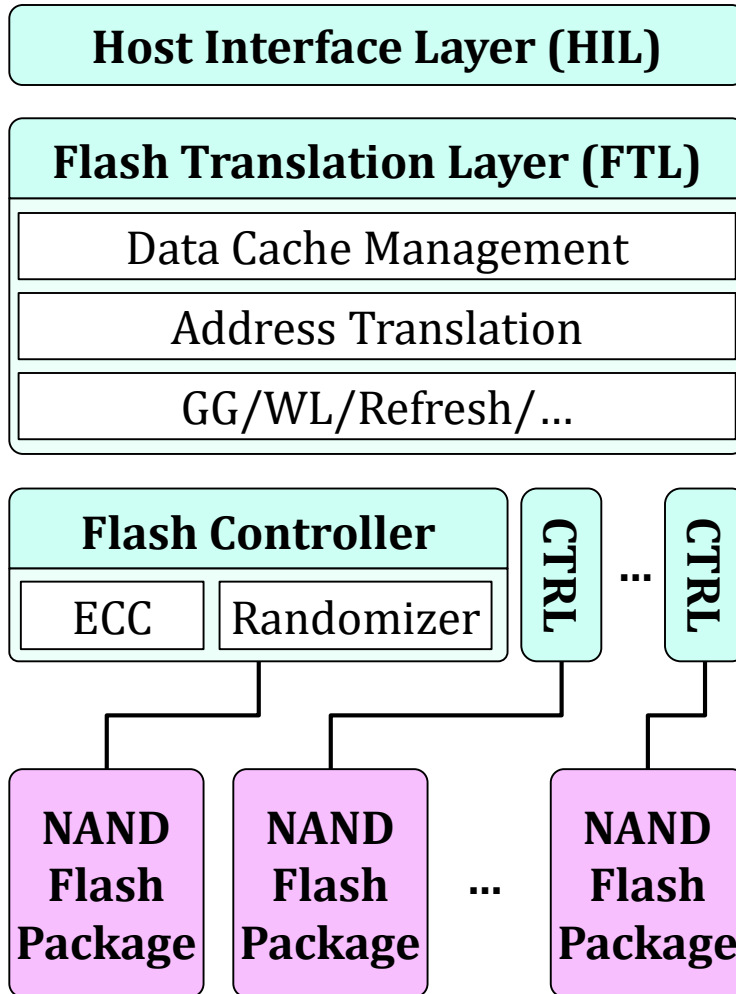 Host Interface Layer (HIL)
Flash Translation Layer (FTL)
Data Cache Management
Address Translation
GG/WL/Refresh/...
Flash Controller
ECC
Randomizer
CTRL
...
CTRL
NAND
Flash
Package
NAND
Flash
Package
...
NAND
Flash
Package